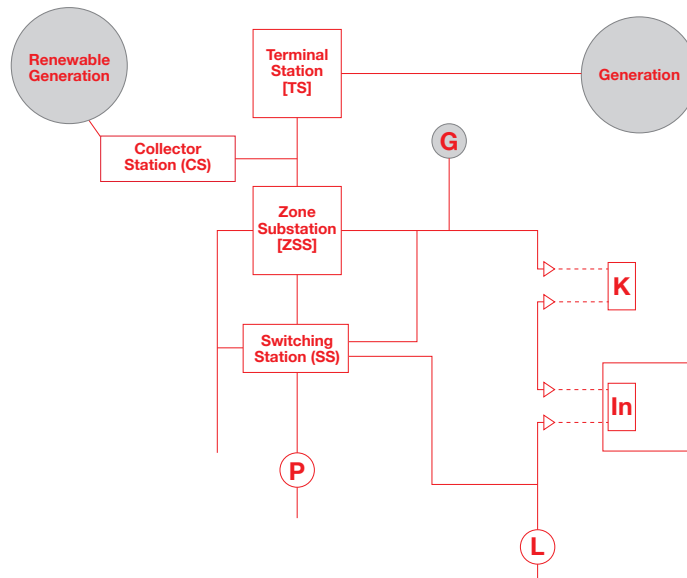 Renewable
Generation
Terminal
Station
[TS]
Generation
Collector
Station (CS)
G
Zone
Substation
[ZSS]
K
Switching
Station (SS)
In
P
L